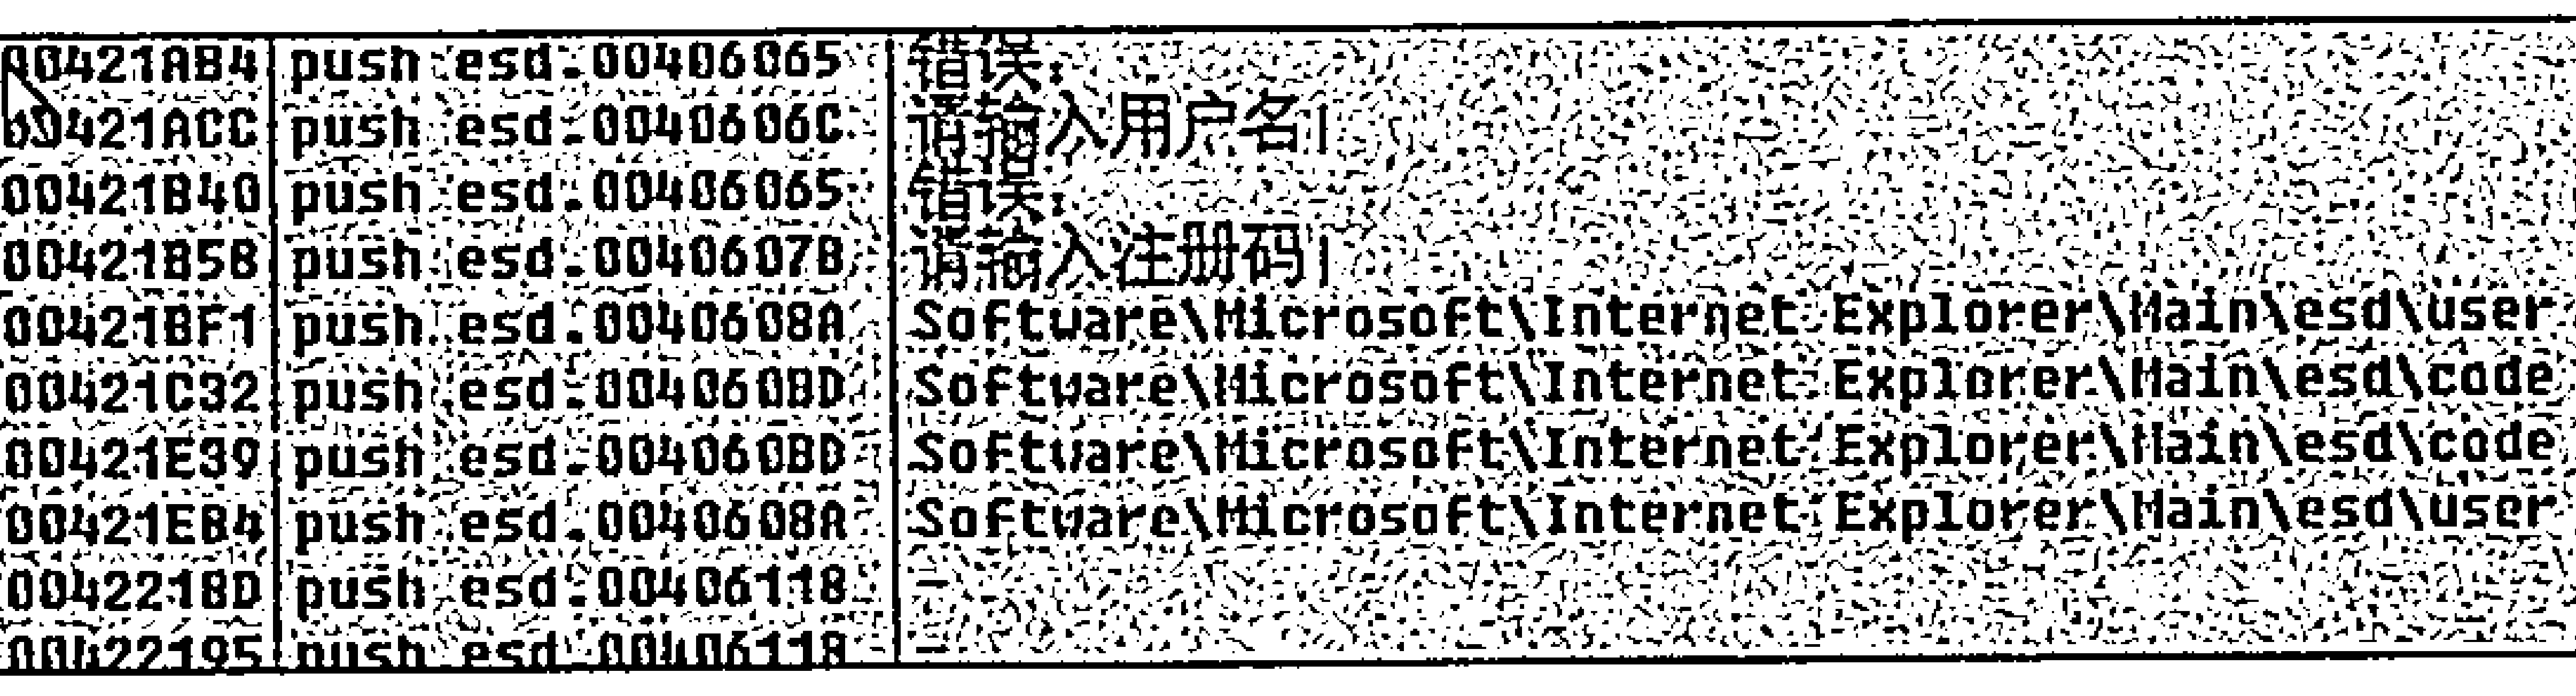 00421AB4 push esd.00406065 错误：
00421ACC push esd.0040606C 请输入用户名！
00421B40 push esd.00406065 错误：
00421B58 push esd.0040607B 请输入注册码！
00421BF1 push esd.0040608A Software\Microsoft\Internet Explorer\Main\esd\user
00421C32 push esd.004060BD Software\Microsoft\Internet Explorer\Main\esd\code
00421E39 push esd.004060BD Software\Microsoft\Internet Explorer\Main\esd\code
00421E84 push esd.0040608A Software\Microsoft\Internet Explorer\Main\esd\user
0042218D push esd.00406118 -
00422195 push esd.00406118 -